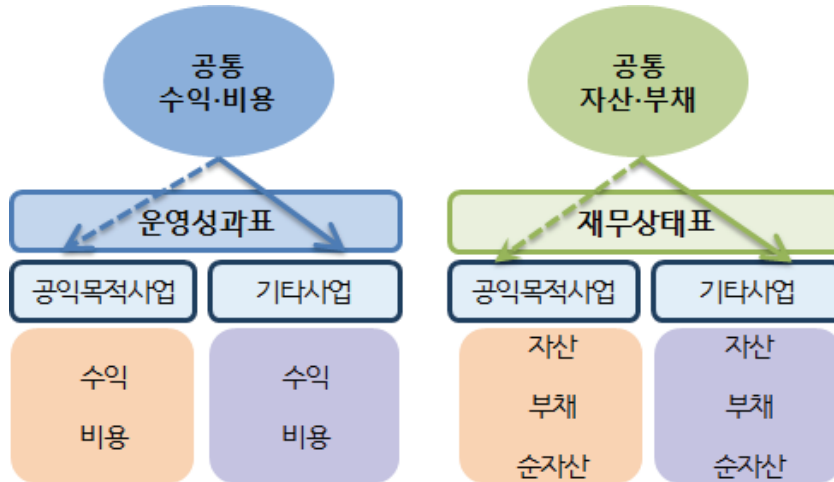 공통
수익·비용
운영성과표
공익목적사업
기타사업
수익
비용
수익
비용
공통
자산·부채
재무상태표
공익목적사업
기타사업
자산
부채
순자산
자산
부채
순자산